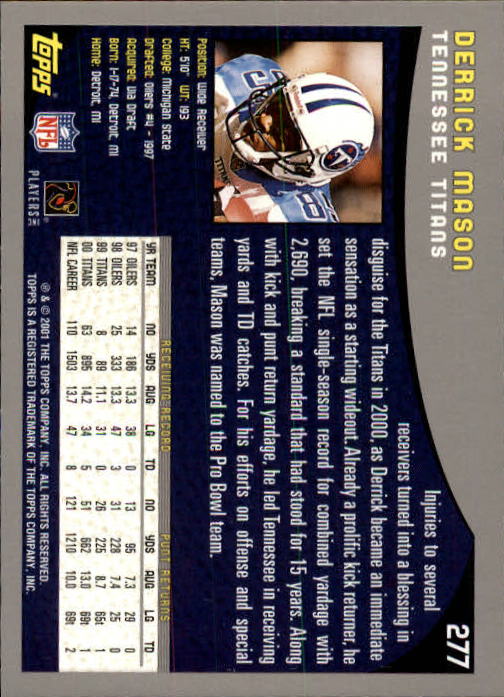 DERRICK MASON
TENNESSEE TITANS
277
Injuries to several
receivers turned into a blessing in
disguise for the Titans in 2000, as Derrick became an immediate
sensation as a starting wideout. Already a prolific kick returner, he
set the NFL single-season record for combined yardage with
2,690, breaking a standard that had stood for 15 years. Along
with kick and punt return yardage, he led Tennessee in receiving
yards and TD catches. For his efforts on offense and special
teams, Mason was named to the Pro Bowl team.
Position: Wide Receiver
HT: 5'10" WT: 193
College: Michigan State
Drafted: Oilers #4 - 1997
Acquired: Via Draft
Born: 1-17-74, Detroit, MI
Home: Detroit, MI
RECEIVING RECORD PUNT RETURNS
YR TEAM NO YDS AVG LG TD NO YDS AVG LG TD
97 OILERS 14 186 13.3 38 0 13 95 7.3 29 0
98 OILERS 25 333 13.3 47 3 31 228 7.4 25 0
99 TITANS 8 89 11.1 31 0 26 225 8.7 65t 1
00 TITANS 63 895 14.2 34 5 51 662 13.0 69t 1
NFL CAREER 110 1503 13.7 47 8 121 1210 10.0 69t 2
Topps
NFL
PLAYERS INC
® & © 2001 THE TOPPS COMPANY, INC. ALL RIGHTS RESERVED.
TOPPS IS A REGISTERED TRADEMARK OF THE TOPPS COMPANY, INC.